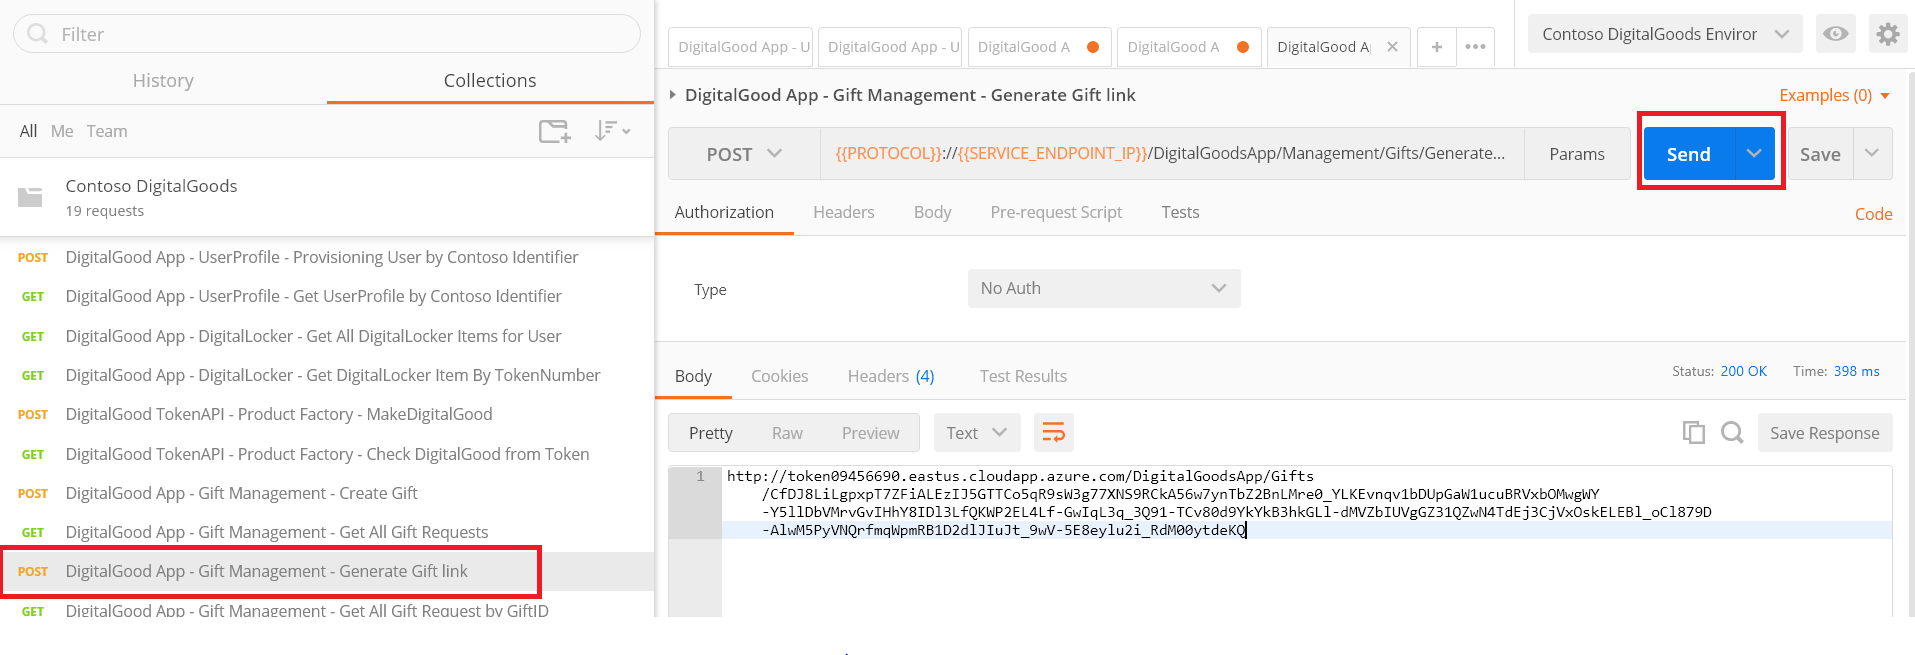 Filter
History
Collections
All Me Team
Contoso DigitalGoods
19 requests
POST DigitalGood App - UserProfile - Provisioning User by Contoso Identifier
GET DigitalGood App - UserProfile - Get UserProfile by Contoso Identifier
GET DigitalGood App - DigitalLocker - Get All DigitalLocker Items for User
GET DigitalGood App - DigitalLocker - Get DigitalLocker Item By TokenNumber
POST DigitalGood TokenAPI - Product Factory - MakeDigitalGood
GET DigitalGood TokenAPI - Product Factory - Check DigitalGood from Token
POST DigitalGood App - Gift Management - Create Gift
GET DigitalGood App - Gift Management - Get All Gift Requests
POST DigitalGood App - Gift Management - Generate Gift link
GET DigitalGood App - Gift Management - Get All Gift Request by GiftID
DigitalGood App - U DigitalGood App - U DigitalGood A DigitalGood A DigitalGood A
Contoso DigitalGoods Enviror
DigitalGood App - Gift Management - Generate Gift link
Examples (0)
POST {{PROTOCOL}}://{{SERVICE_ENDPOINT_IP}}/DigitalGoodsApp/Management/Gifts/Generate... Params Send Save
Authorization Headers Body Pre-request Script Tests
Code
Type No Auth
Body Cookies Headers (4) Test Results
Status: 200 OK Time: 398 ms
Pretty Raw Preview Text
Save Response
1 http://token09456690.eastus.cloudapp.azure.com/DigitalGoodsApp/Gifts
/CfDJ8LiLgpxpT7ZFiALEzIJ5GTTCo5qR9sW3g77XNS9RCkA56w7ynTbZ2BnLMre0_YLKEvnqv1bDUpGaW1ucuBRVxbOMwgWY
-Y5llDbVMrvGvIHhY8IDl3LfQKWP2EL4Lf-GwIqL3q_3Q91-TCv80d9YkYkB3hkGLl-dMVZbIUVgGZ31QZwN4TdEj3CjVxOskELEBl_oCl879D
-AlwM5PyVNQrfmqWpmRB1D2dlJIuJt_9wV-5E8eylu2i_RdM00ytdeKQ